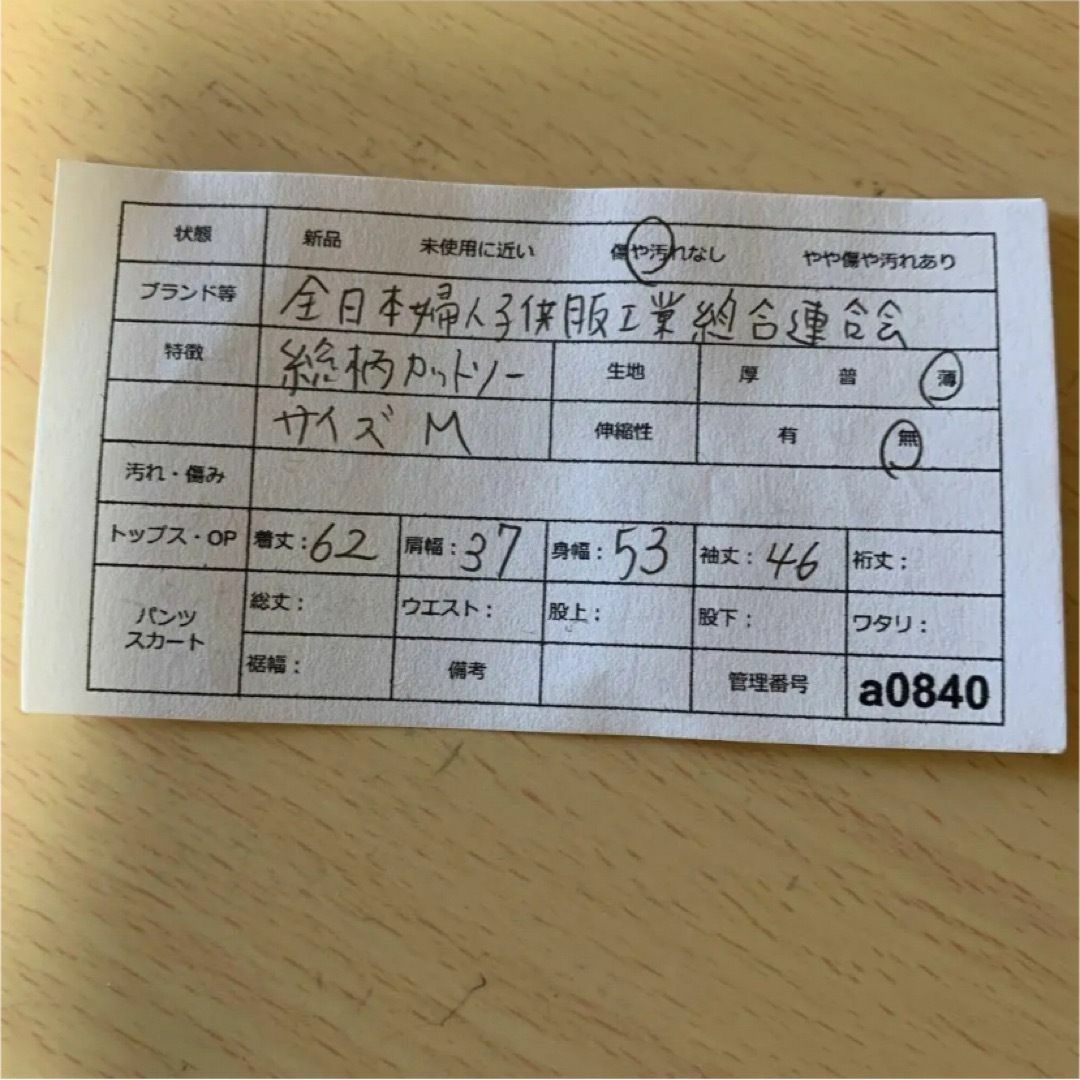 状態 新品 未使用に近い 傷や汚れなし やや傷や汚れあり
ブランド等 全日本婦人子供服工業組合連合会
特徴 総柄カットソー 生地 厚 普 薄
サイズ M 伸縮性 有 無
汚れ・傷み
トップス・OP 着丈:62 肩幅:37 身幅:53 袖丈:46 裄丈:
パンツ スカート 総丈: ウエスト: 股上: 股下: ワタリ:
裾幅: 備考 管理番号 a0840